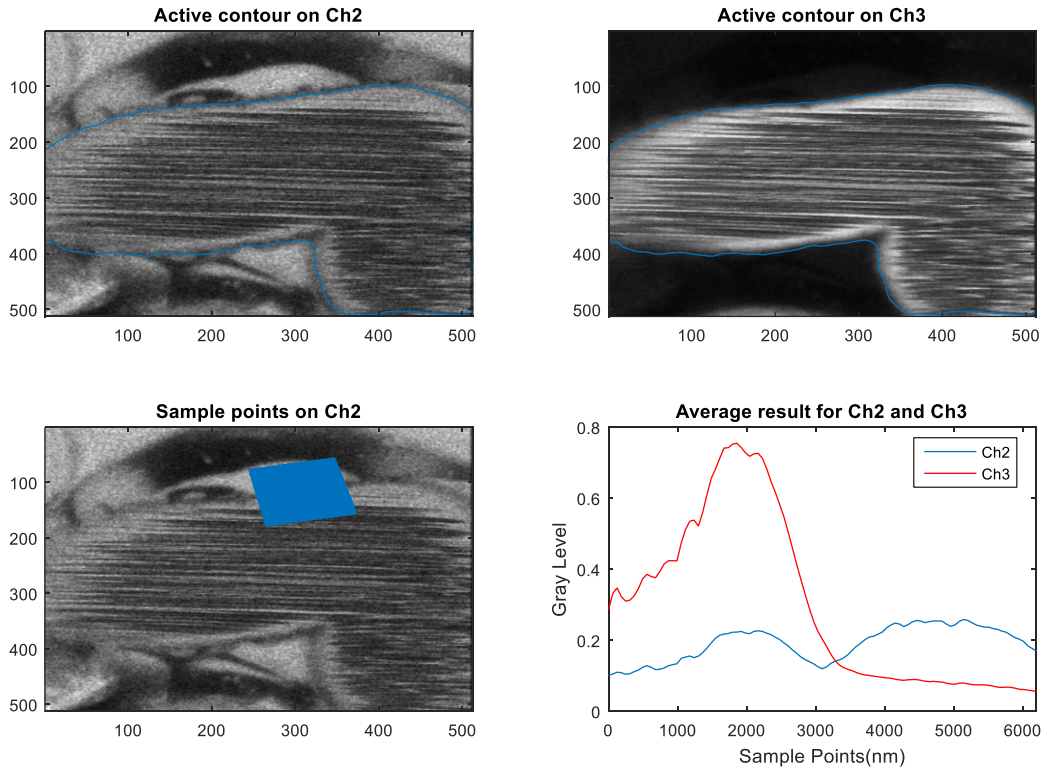 Active contour on Ch2
100
200
300
400
500
100 200 300 400 500
Active contour on Ch3
100
200
300
400
500
100 200 300 400 500
Sample points on Ch2
100
200
300
400
500
100 200 300 400 500
Average result for Ch2 and Ch3
0.8
0.6
0.4
0.2
0
Gray Level
Ch2
Ch3
0 1000 2000 3000 4000 5000 6000
Sample Points(nm)